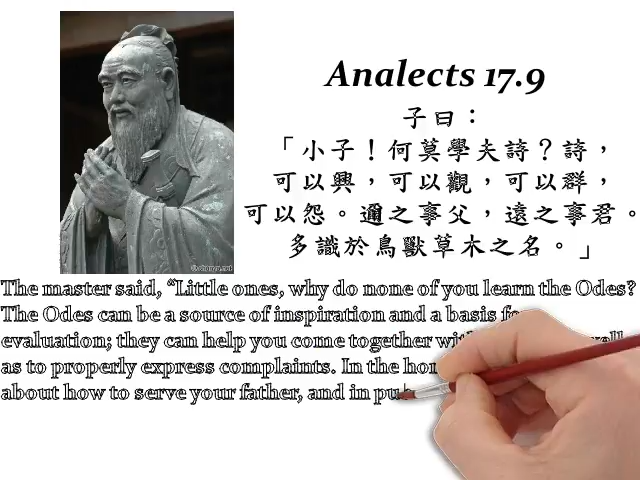 Analects 17.9
子曰：
「小子！何莫學夫詩？詩，
可以興，可以觀，可以群，
可以怨。邇之事父，遠之事君。
多識於鳥獸草木之名。」
The master said, “Little ones, why do none of you learn the Odes?
The Odes can be a source of inspiration and a basis
evaluation; they can help you come together
as to properly express complaints. In the
about how to serve your father, and in